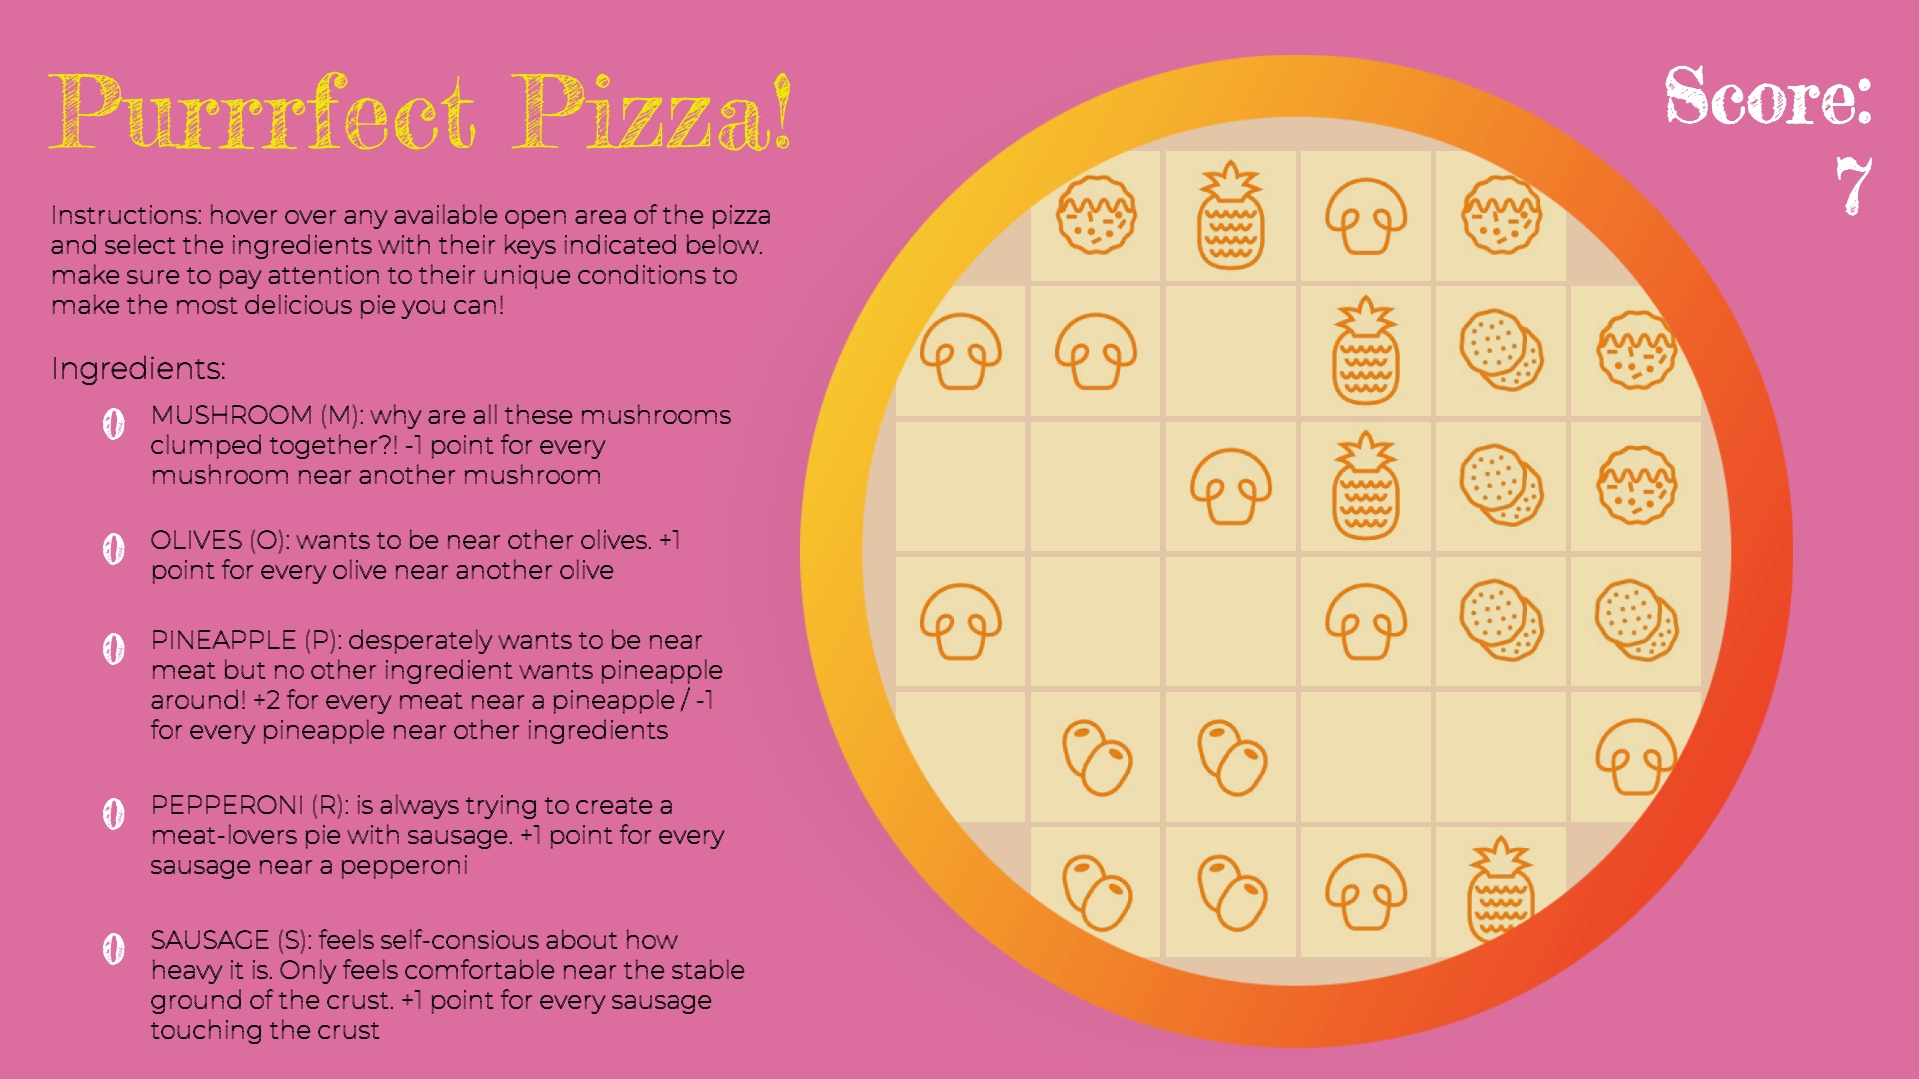 Purrrfect Pizza!
Score:
7
Instructions: hover over any available open area of the pizza
and select the ingredients with their keys indicated below.
make sure to pay attention to their unique conditions to
make the most delicious pie you can!
Ingredients:
MUSHROOM (M): why are all these mushrooms
clumped together?! -1 point for every
mushroom near another mushroom
OLIVES (O): wants to be near other olives. +1
point for every olive near another olive
PINEAPPLE (P): desperately wants to be near
meat but no other ingredient wants pineapple
around! +2 for every meat near a pineapple / -1
for every pineapple near other ingredients
PEPPERONI (R): is always trying to create a
meat-lovers pie with sausage. +1 point for every
sausage near a pepperoni
SAUSAGE (S): feels self-consious about how
heavy it is. Only feels comfortable near the stable
ground of the crust. +1 point for every sausage
touching the crust